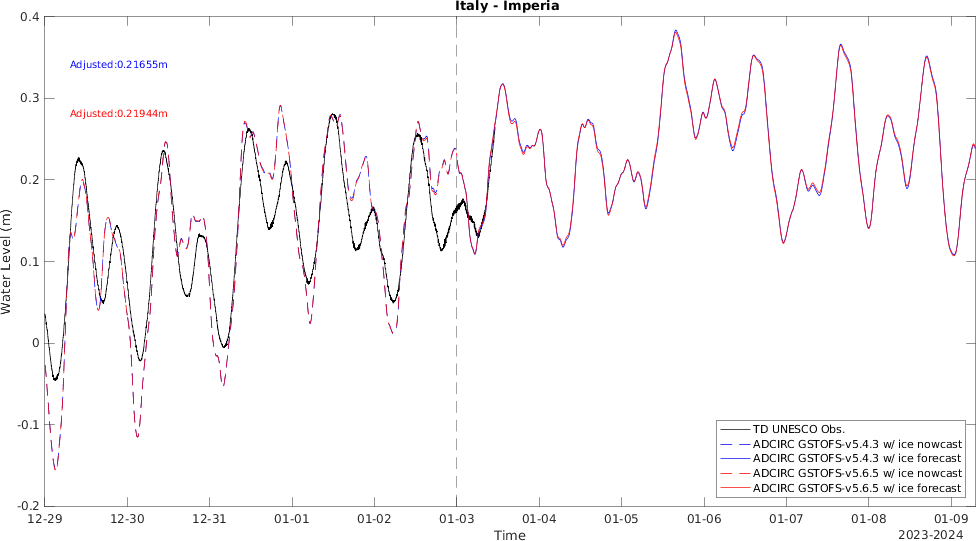 Italy - Imperia
Adjusted:0.21655m
Adjusted:0.21944m
Water Level (m)
0.4
0.3
0.2
0.1
0
-0.1
-0.2
TD UNESCO Obs.
ADCIRC GSTOFS-v5.4.3 w/ ice nowcast
ADCIRC GSTOFS-v5.4.3 w/ ice forecast
ADCIRC GSTOFS-v5.6.5 w/ ice nowcast
ADCIRC GSTOFS-v5.6.5 w/ ice forecast
12-29 12-30 12-31 01-01 01-02 01-03 01-04 01-05 01-06 01-07 01-08 01-09
Time
2023-2024